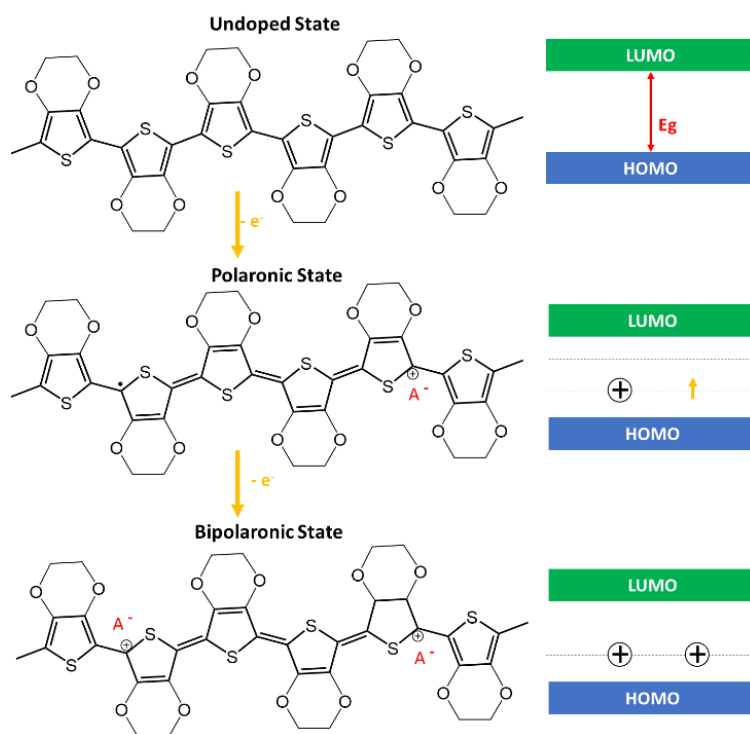 Undoped State
LUMO
O O O O O O
S S S
Eg
S S S
HOMO
O O O O O O
- e-
Polaronic State
O O O O O O
LUMO
S S S
+
S S S
+ A -
O O O O O O
HOMO
- e-
Bipolaronic State
O O O O O O
LUMO
A -
S S S
+ + + +
S S S
A -
O O O O O O
HOMO